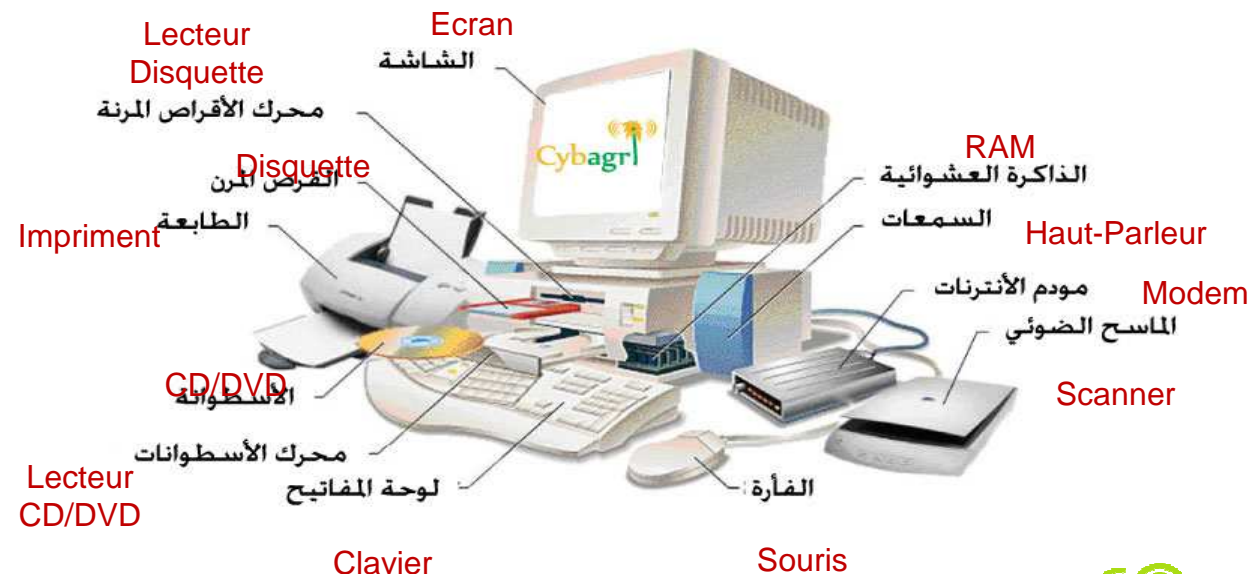 Ecran
الشاشة
Lecteur
Disquette
محرك الأقراص المرنة
Cybagri
RAM
الذاكرة العشوائية
Disquette
القرص المرن
الطابعة
Impriment
السمعات
Haut-Parleur
مودم الأنترنات
Modem
الماسح الضوئي
Scanner
CD/DVD
الأسطوانة
محرك الأسطوانات
Lecteur
CD/DVD
لوحة المفاتيح
الفأرة :
Clavier
Souris